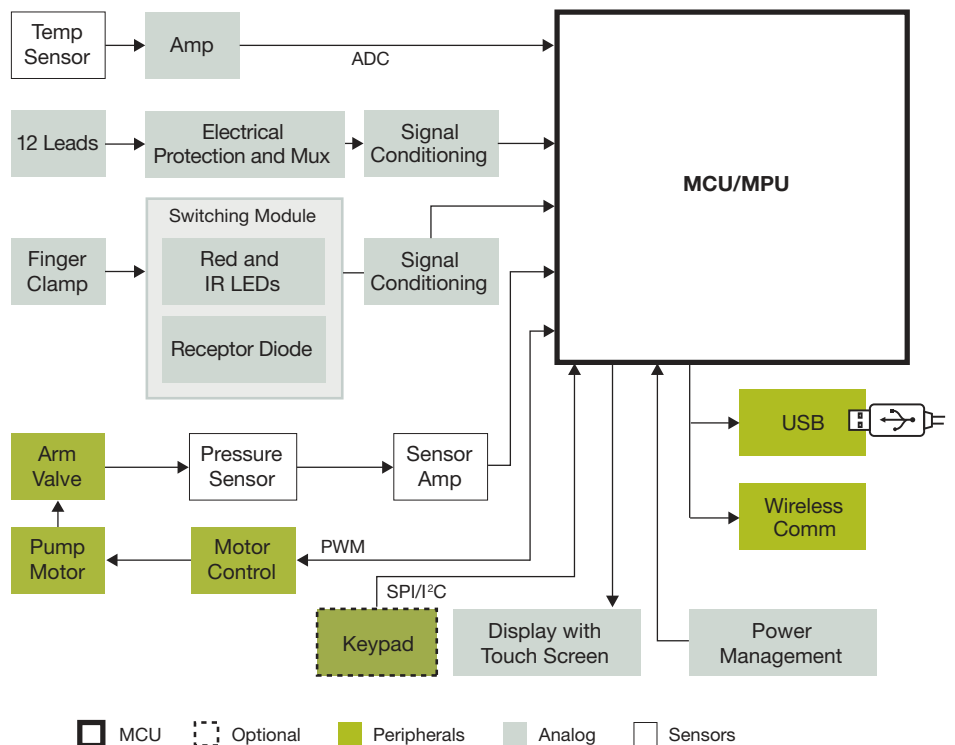 Temp
Sensor
Amp
ADC
12 Leads
Electrical
Protection and Mux
Signal
Conditioning
MCU/MPU
Switching Module
Finger
Clamp
Red and
IR LEDs
Signal
Conditioning
Receptor Diode
USB
Arm
Valve
Pressure
Sensor
Sensor
Amp
Wireless
Comm
Pump
Motor
Motor
Control
PWM
SPI/I²C
Keypad
Display with
Touch Screen
Power
Management
MCU
Optional
Peripherals
Analog
Sensors